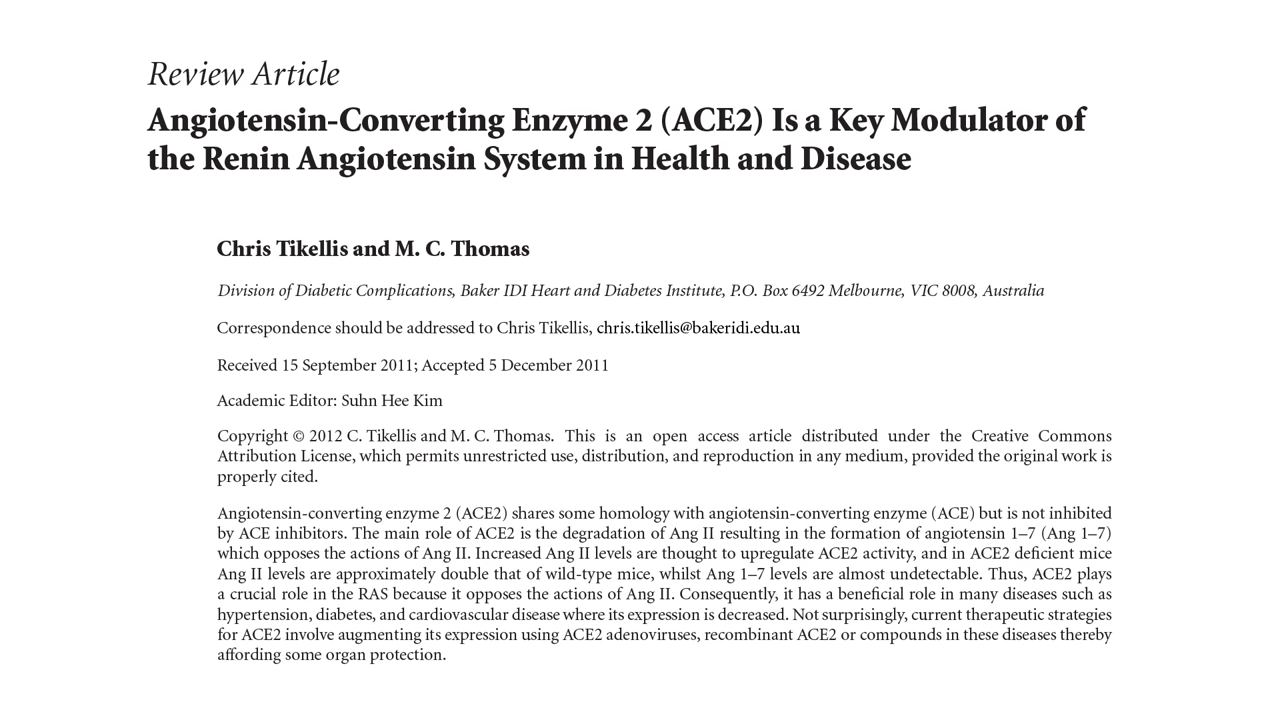 Review Article
Angiotensin-Converting Enzyme 2 (ACE2) Is a Key Modulator of
the Renin Angiotensin System in Health and Disease
Chris Tikellis and M. C. Thomas
Division of Diabetic Complications, Baker IDI Heart and Diabetes Institute, P.O. Box 6492 Melbourne, VIC 8008, Australia
Correspondence should be addressed to Chris Tikellis, chris.tikellis@bakeridi.edu.au
Received 15 September 2011; Accepted 5 December 2011
Academic Editor: Suhn Hee Kim
Copyright © 2012 C. Tikellis and M. C. Thomas. This is an open access article distributed under the Creative Commons
Attribution License, which permits unrestricted use, distribution, and reproduction in any medium, provided the original work is
properly cited.
Angiotensin-converting enzyme 2 (ACE2) shares some homology with angiotensin-converting enzyme (ACE) but is not inhibited
by ACE inhibitors. The main role of ACE2 is the degradation of Ang II resulting in the formation of angiotensin 1–7 (Ang 1–7)
which opposes the actions of Ang II. Increased Ang II levels are thought to upregulate ACE2 activity, and in ACE2 deficient mice
Ang II levels are approximately double that of wild-type mice, whilst Ang 1–7 levels are almost undetectable. Thus, ACE2 plays
a crucial role in the RAS because it opposes the actions of Ang II. Consequently, it has a beneficial role in many diseases such as
hypertension, diabetes, and cardiovascular disease where its expression is decreased. Not surprisingly, current therapeutic strategies
for ACE2 involve augmenting its expression using ACE2 adenoviruses, recombinant ACE2 or compounds in these diseases thereby
affording some organ protection.